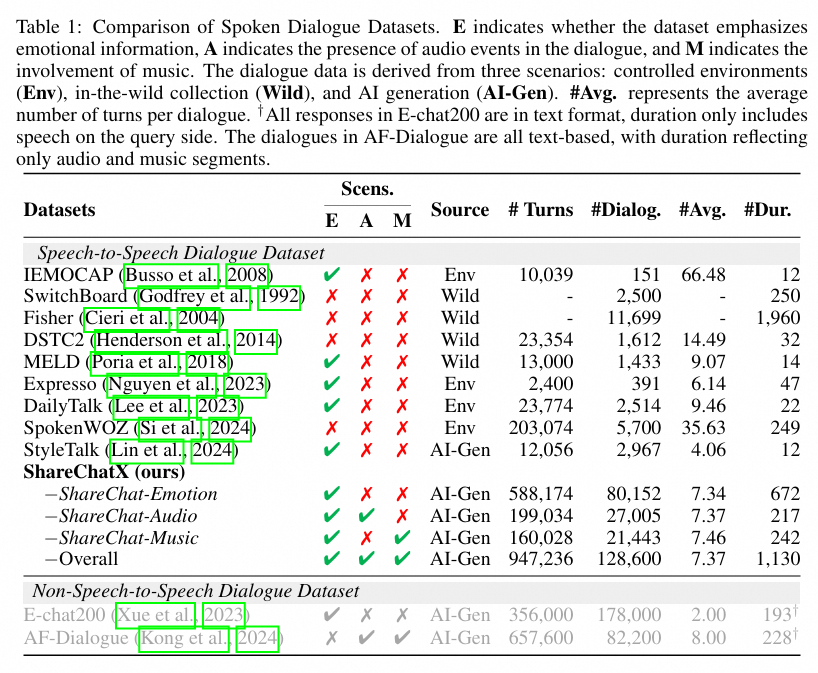 Table 1: Comparison of Spoken Dialogue Datasets. E indicates whether the dataset emphasizes
emotional information, A indicates the presence of audio events in the dialogue, and M indicates the
involvement of music. The dialogue data is derived from three scenarios: controlled environments
(Env), in-the-wild collection (Wild), and AI generation (AI-Gen). #Avg. represents the average
number of turns per dialogue. †All responses in E-chat200 are in text format, duration only includes
speech on the query side. The dialogues in AF-Dialogue are all text-based, with duration reflecting
only audio and music segments.
Datasets Scens. Source # Turns #Dialog. #Avg. #Dur.
E A M
Speech-to-Speech Dialogue Dataset
IEMOCAP (Busso et al., 2008) ✔ ✗ ✗ Env 10,039 151 66.48 12
SwitchBoard (Godfrey et al., 1992) ✗ ✗ ✗ Wild - 2,500 - 250
Fisher (Cieri et al., 2004) ✗ ✗ ✗ Wild - 11,699 - 1,960
DSTC2 (Henderson et al., 2014) ✗ ✗ ✗ Wild 23,354 1,612 14.49 32
MELD (Poria et al., 2018) ✔ ✗ ✗ Wild 13,000 1,433 9.07 14
Expresso (Nguyen et al., 2023) ✔ ✗ ✗ Env 2,400 391 6.14 47
DailyTalk (Lee et al., 2023) ✔ ✗ ✗ Env 23,774 2,514 9.46 22
SpokenWOZ (Si et al., 2024) ✗ ✗ ✗ Env 203,074 5,700 35.63 249
StyleTalk (Lin et al., 2024) ✔ ✗ ✗ AI-Gen 12,056 2,967 4.06 12
ShareChatX (ours)
−ShareChat-Emotion ✔ ✗ ✗ AI-Gen 588,174 80,152 7.34 672
−ShareChat-Audio ✔ ✔ ✗ AI-Gen 199,034 27,005 7.37 217
−ShareChat-Music ✔ ✗ ✔ AI-Gen 160,028 21,443 7.46 242
−Overall ✔ ✔ ✔ AI-Gen 947,236 128,600 7.37 1,130
Non-Speech-to-Speech Dialogue Dataset
E-chat200 (Xue et al., 2023) ✔ ✗ ✗ AI-Gen 356,000 178,000 2.00 193†
AF-Dialogue (Kong et al., 2024) ✗ ✔ ✔ AI-Gen 657,600 82,200 8.00 228†